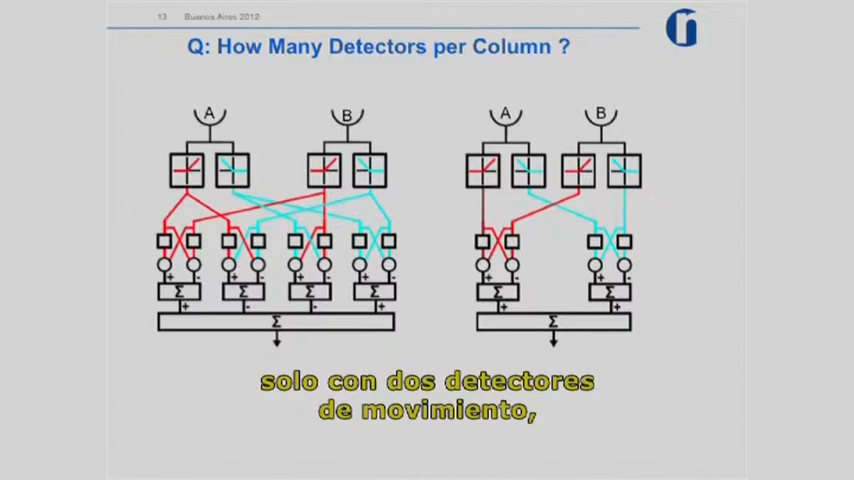 13 Buenos Aires 2012
Q: How Many Detectors per Column ?
A B A B
+ - + - + - + - + - + -
Σ Σ Σ Σ Σ Σ
+ - - + + +
Σ Σ
solo con dos detectores
de movimiento,